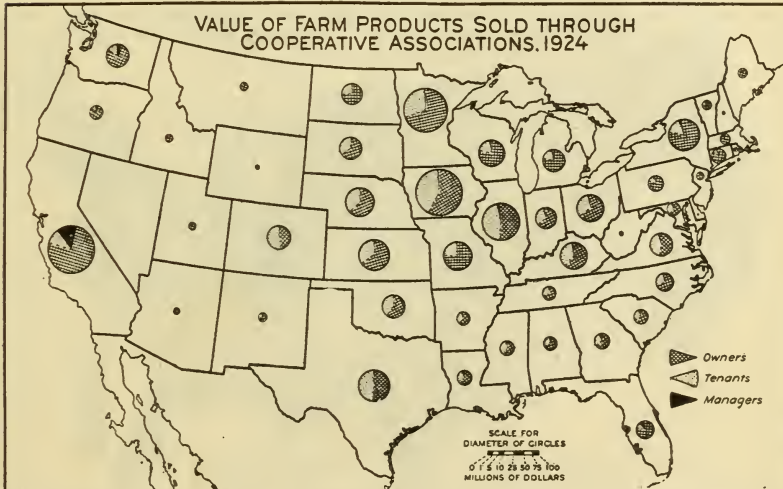 VALUE OF FARM PRODUCTS SOLD THROUGH
COOPERATIVE ASSOCIATIONS, 1924
Owners
Tenants
Managers
SCALE FOR
DIAMETER OF CIRCLES
0 1 5 10 25 50 75 100
MILLIONS OF DOLLARS